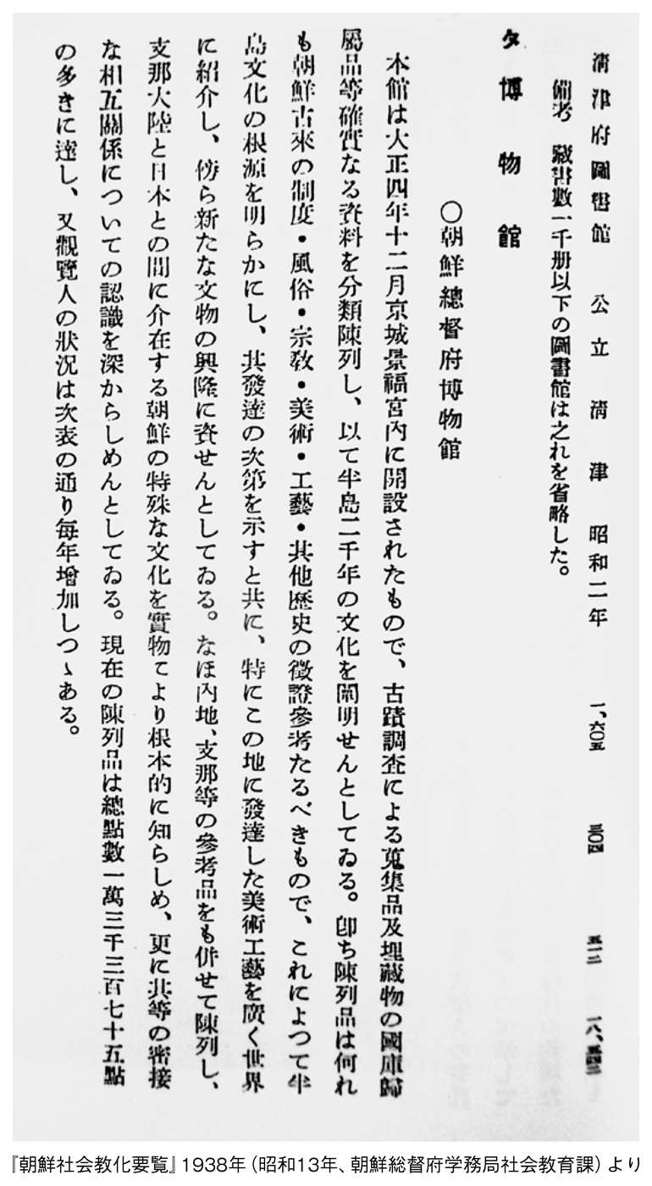 淸津府圖書館　公立　淸津　昭和二年　一、六〇五　三〇四　五一二　一八、五四三
備考　藏書數一千册以下の圖書館は之れを省略した。
タ　博物館
〇朝鮮總督府博物館
本館は大正四年十二月京城景福宮內に開設されたもので、古蹟調査による蒐集品及埋藏物の國庫歸
屬品等確實なる資料を分類陳列し、以て半島二千年の文化を闡明せんとしてゐる。卽ち陳列品は何れ
も朝鮮古來の制度・風俗・宗敎・美術・工藝・其他歷史の徵證參考たるべきもので、これによつて半
島文化の根源を明らかにし、其發達の次第を示すと共に、特にこの地に發達した美術工藝を廣く世界
に紹介し、傍ら新たな文物の興隆に資せんとしてゐる。なほ內地、支那等の參考品をも併せて陳列し、
支那大陸と日本との間に介在する朝鮮の特殊な文化を實物により根本的に知らしめ、更に其等の密接
な相互關係についての認識を深からしめんとしてゐる。現在の陳列品は總點數一萬三千三百七十五點
の多きに達し、又觀覽人の狀況は次表の通り每年增加しつゝある。
『朝鮮社会教化要覧』1938年（昭和13年、朝鮮総督府学務局社会教育課）より